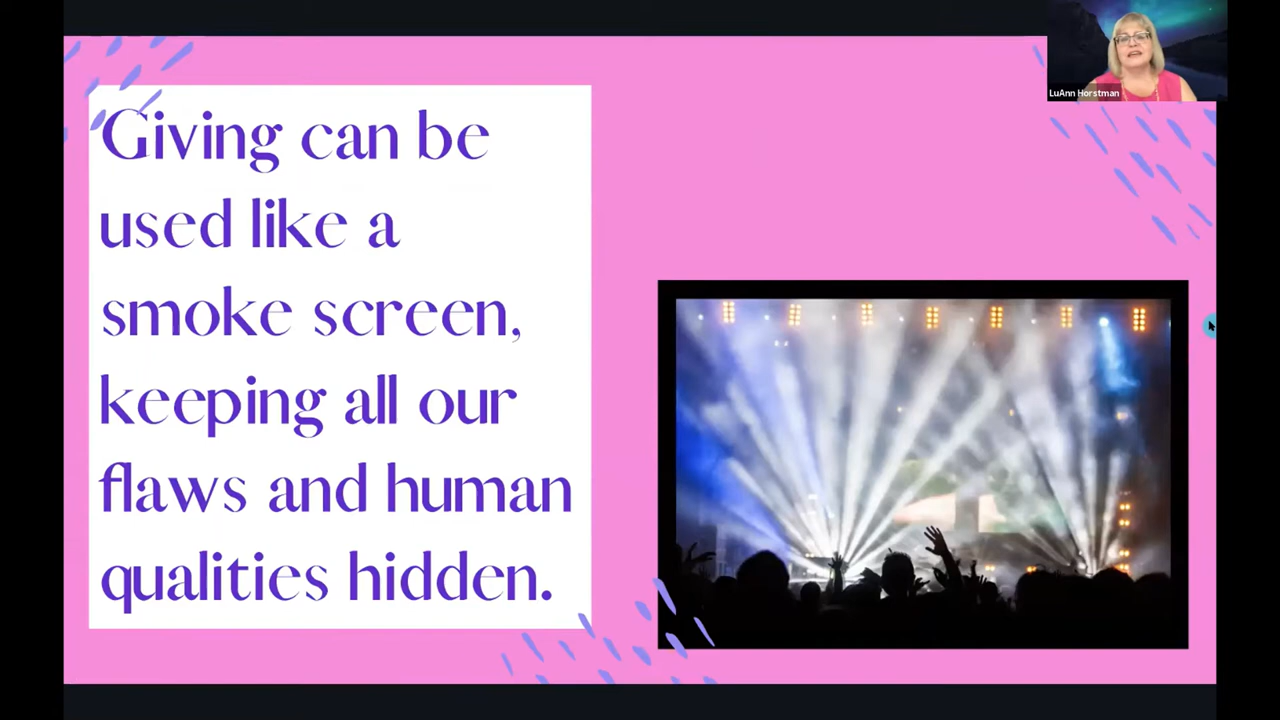 Giving can be
used like a
smoke screen,
keeping all our
flaws and human
qualities hidden.
LuAnn Horstman